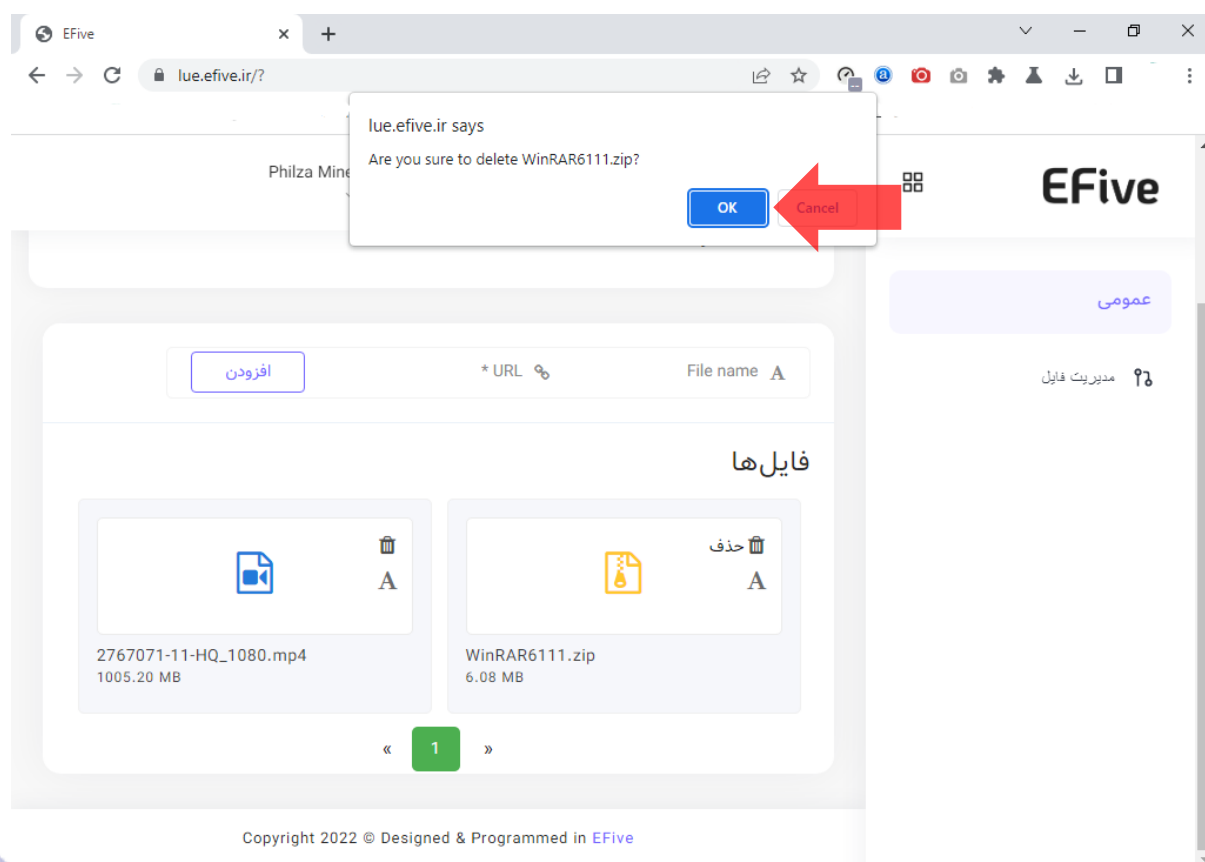 EFive
lue.efive.ir/?
lue.efive.ir says
Are you sure to delete WinRAR6111.zip?
OK
Cancel
Philza Mine
EFive
عمومی
مدیریت فایل
File name
URL *
افزودن
فایل‌ها
حذف
WinRAR6111.zip
6.08 MB
2767071-11-HQ_1080.mp4
1005.20 MB
« 1 »
Copyright 2022 © Designed & Programmed in EFive